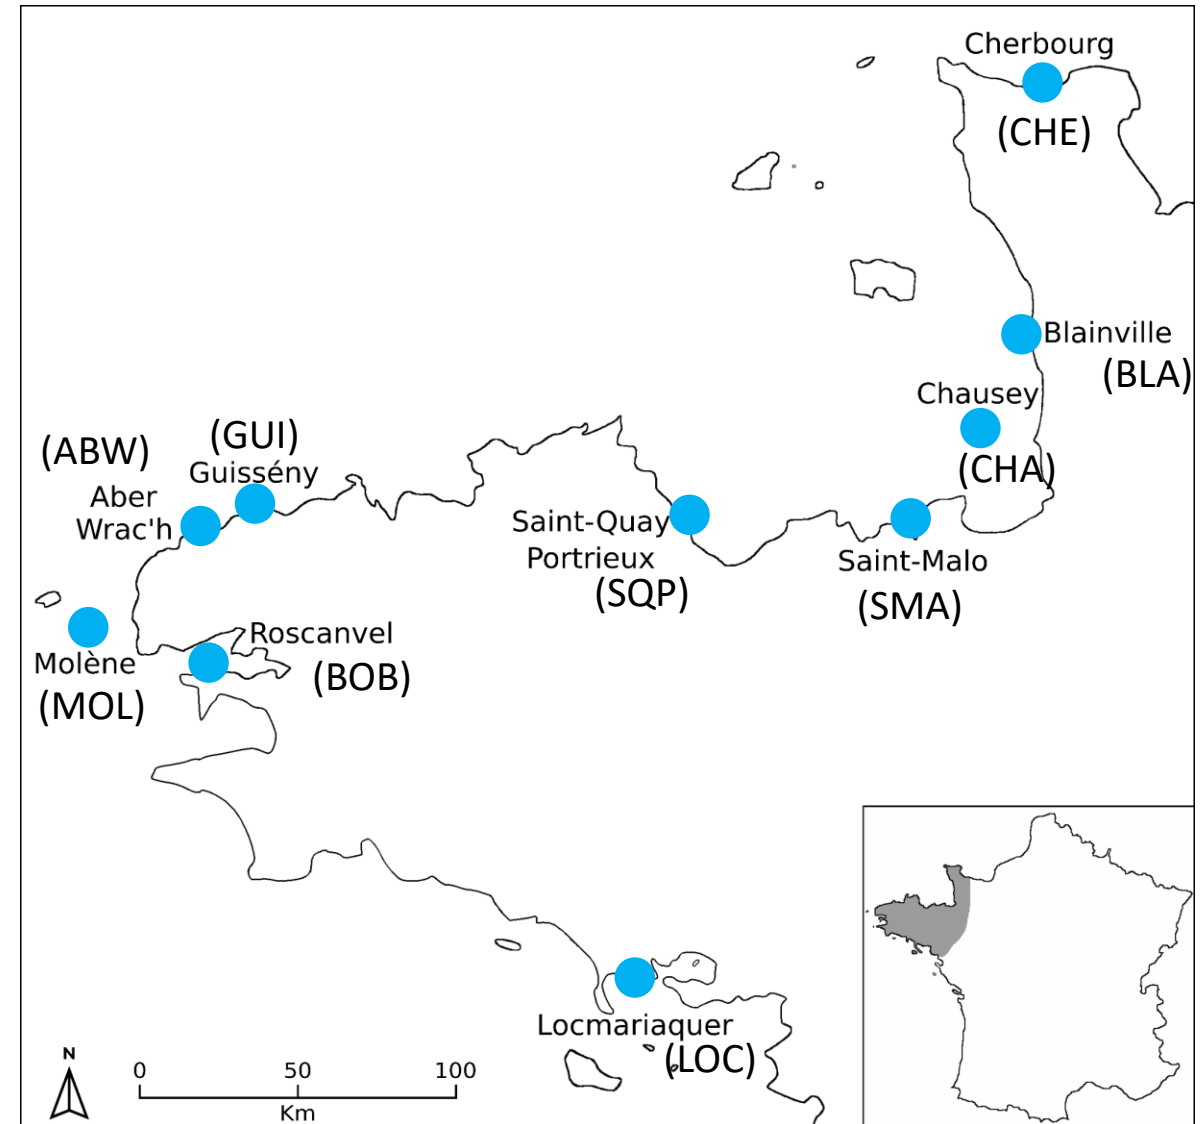 Cherbourg
(CHE)
Blainville
(BLA)
Chausey
(CHA)
(GUI)
Guissény
(ABW)
Aber
Wrac'h
Saint-Quay
Portrieux
(SQP)
Saint-Malo
(SMA)
Roscanvel
(BOB)
Molène
(MOL)
Locmariaquer
(LOC)
N
0 50 100
Km